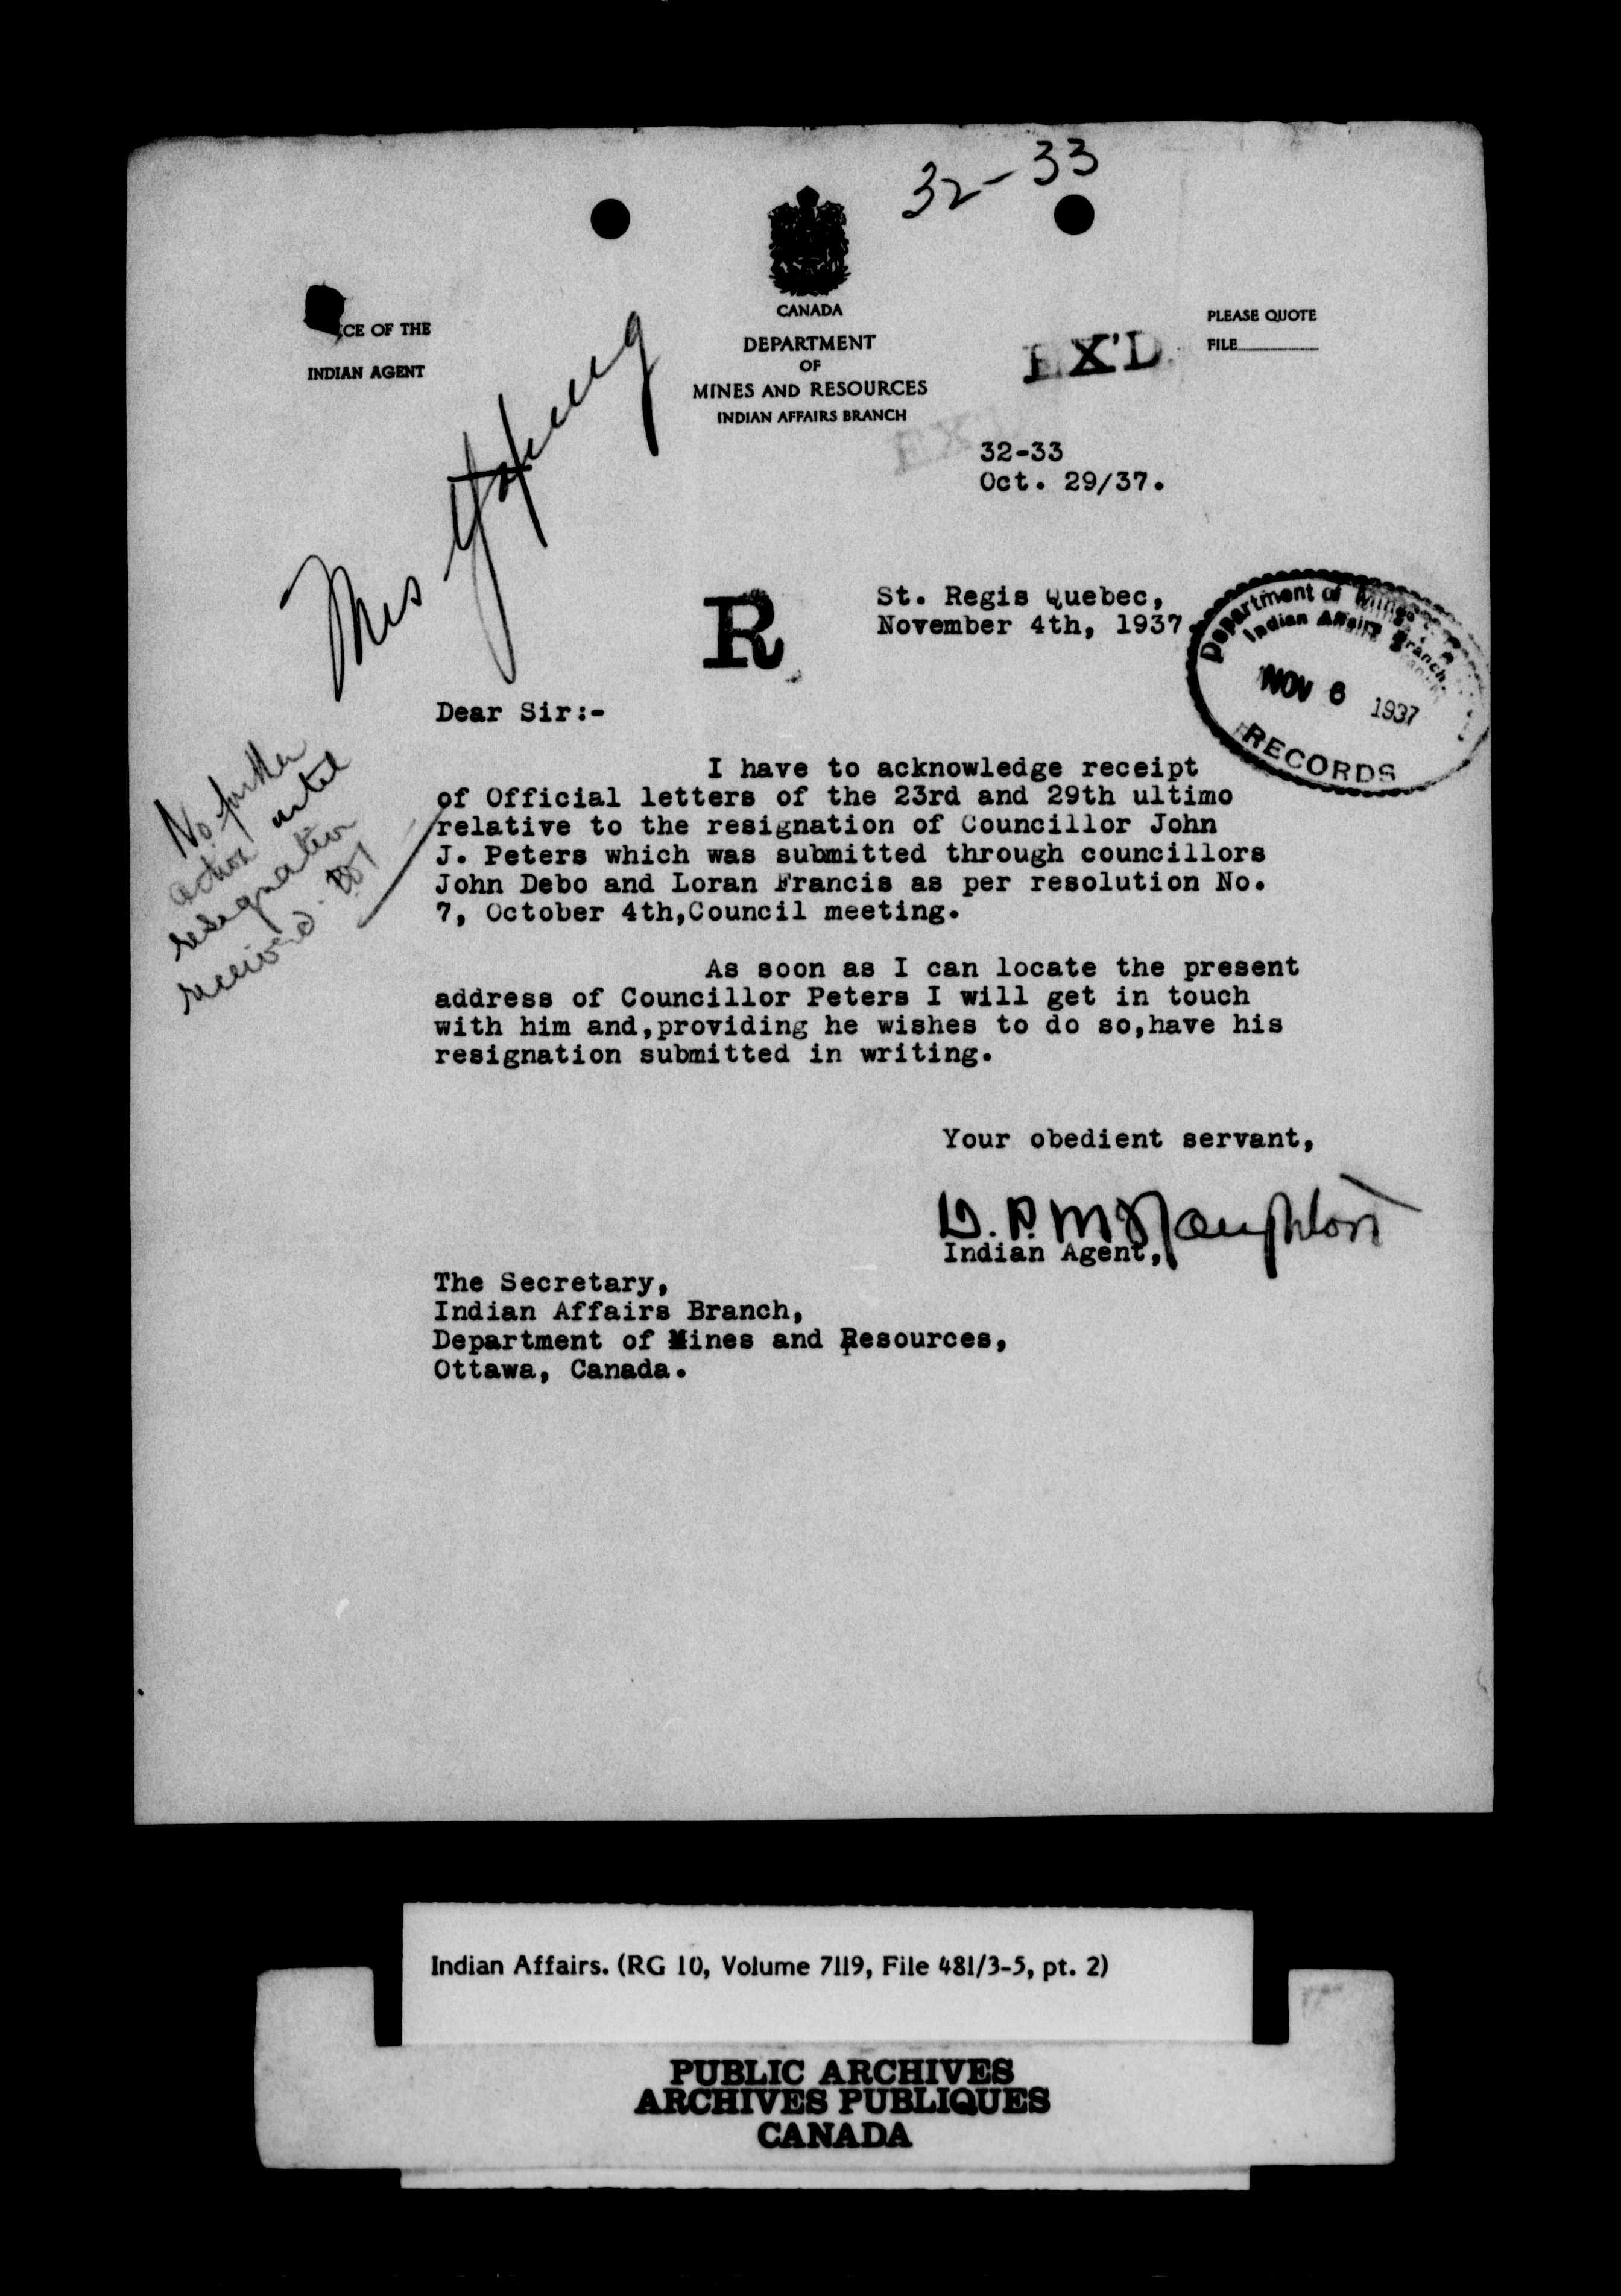 32-33
CE OF THE
INDIAN AGENT
CANADA
DEPARTMENT
OF
MINES AND RESOURCES
INDIAN AFFAIRS BRANCH
EX'D
PLEASE QUOTE
FILE
EX'D
32-33
Oct. 29/37.
R
St. Regis Quebec,
November 4th, 1937
Department of Mines
Indian Affairs Branch
NOV 6 1937
RECORDS
Dear Sir:-
No further
action until
resignation
received.
I have to acknowledge receipt
of Official letters of the 23rd and 29th ultimo
relative to the resignation of Councillor John
J. Peters which was submitted through councillors
John Debo and Loran Francis as per resolution No.
7, October 4th,Council meeting.
As soon as I can locate the present
address of Councillor Peters I will get in touch
with him and,providing he wishes to do so,have his
resignation submitted in writing.
Your obedient servant,
Indian Agent,
The Secretary,
Indian Affairs Branch,
Department of Mines and Resources,
Ottawa, Canada.
Indian Affairs. (RG 10, Volume 7119, File 481/3-5, pt. 2)
PUBLIC ARCHIVES
ARCHIVES PUBLIQUES
CANADA